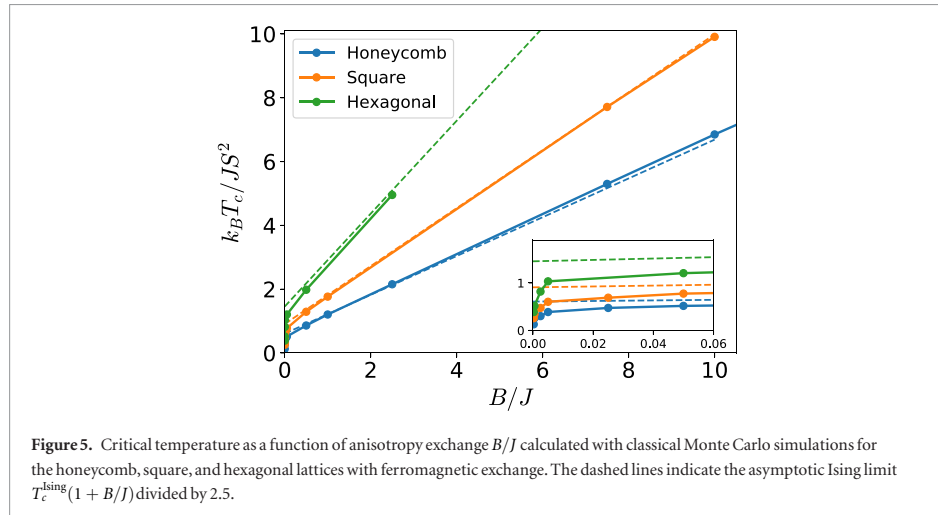 10
8
6
4
2
0
k_B T_c / JS^2
Honeycomb
Square
Hexagonal
1
0
0.00 0.02 0.04 0.06
0 2 4 6 8 10
B/J
Figure 5. Critical temperature as a function of anisotropy exchange B/J calculated with classical Monte Carlo simulations for
the honeycomb, square, and hexagonal lattices with ferromagnetic exchange. The dashed lines indicate the asymptotic Ising limit
T_c^Ising(1 + B/J) divided by 2.5.